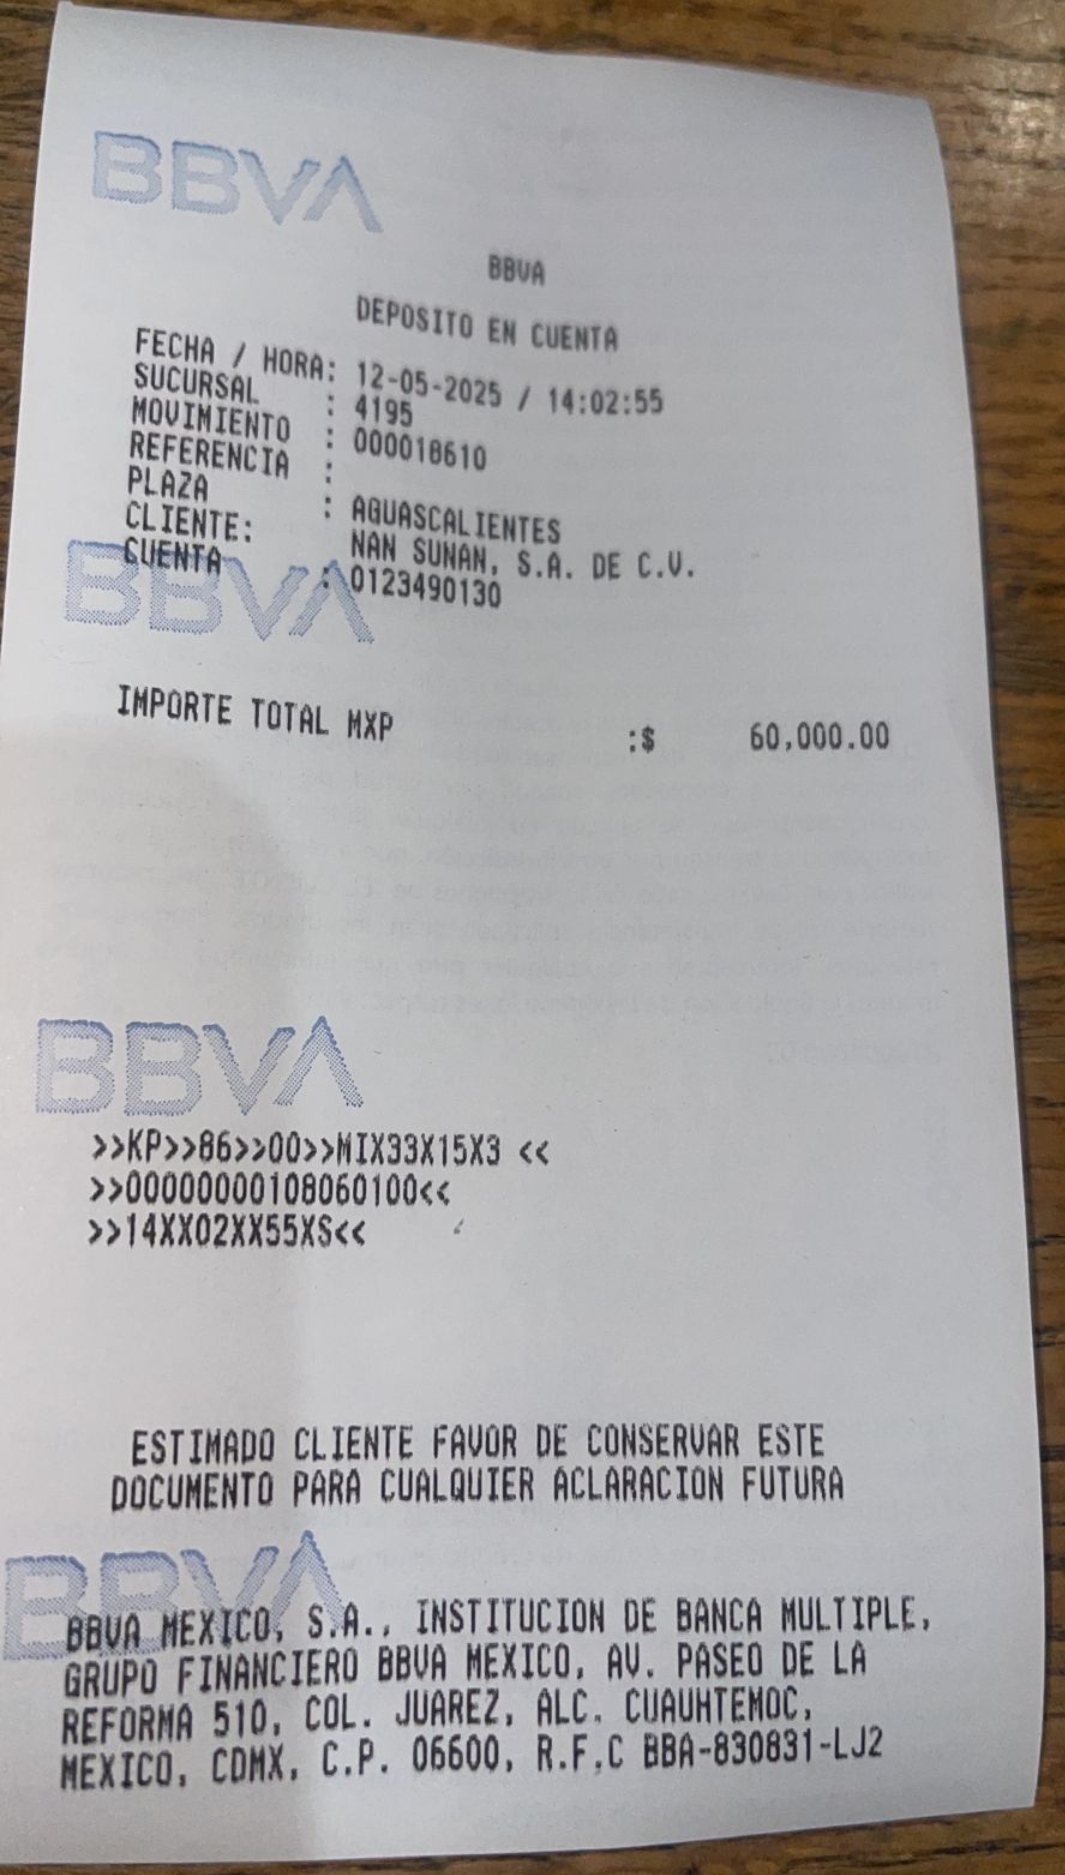 BBVA
BBVA
DEPOSITO EN CUENTA
FECHA / HORA: 12-05-2025 / 14:02:55
SUCURSAL : 4195
MOVIMIENTO : 000018610
REFERENCIA :
PLAZA : AGUASCALIENTES
CLIENTE: NAN SUNAN, S.A. DE C.V.
CUENTA : 0123490130
BBVA
IMPORTE TOTAL MXP :$ 60,000.00
BBVA
>>KP>>86>>00>>MIX33X15X3 <<
>>00000000108060100<<
>>14XX02XX55XS<<
ESTIMADO CLIENTE FAVOR DE CONSERVAR ESTE
DOCUMENTO PARA CUALQUIER ACLARACION FUTURA
BBVA
BBVA MEXICO, S.A., INSTITUCION DE BANCA MULTIPLE,
GRUPO FINANCIERO BBVA MEXICO, AV. PASEO DE LA
REFORMA 510, COL. JUAREZ, ALC. CUAUHTEMOC,
MEXICO, CDMX, C.P. 06600, R.F.C BBA-830831-LJ2